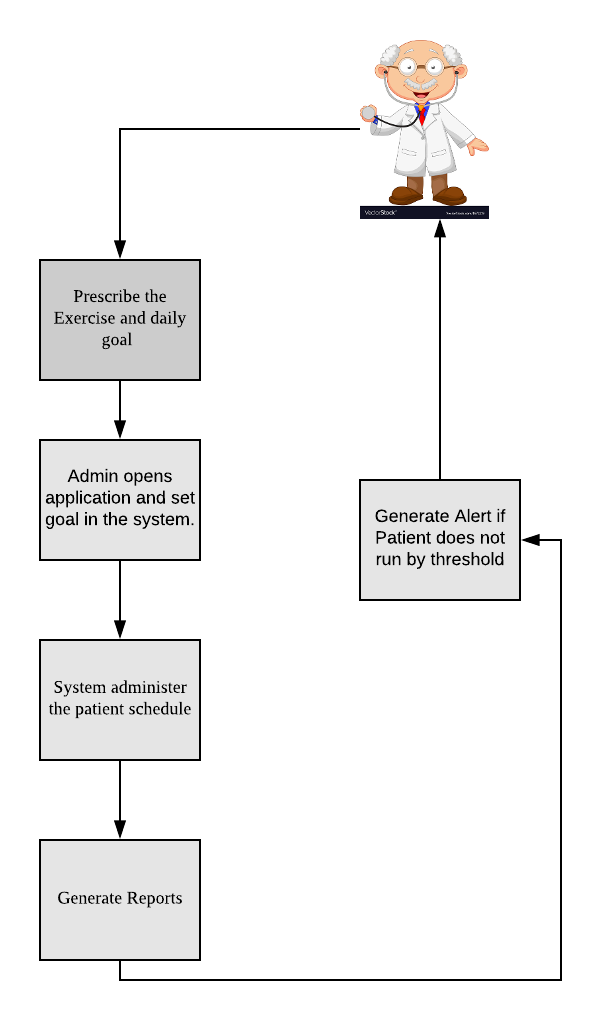 VectorStock
Prescribe the
Exercise and daily
goal
Admin opens
application and set
goal in the system.
Generate Alert if
Patient does not
run by threshold
System administer
the patient schedule
Generate Reports